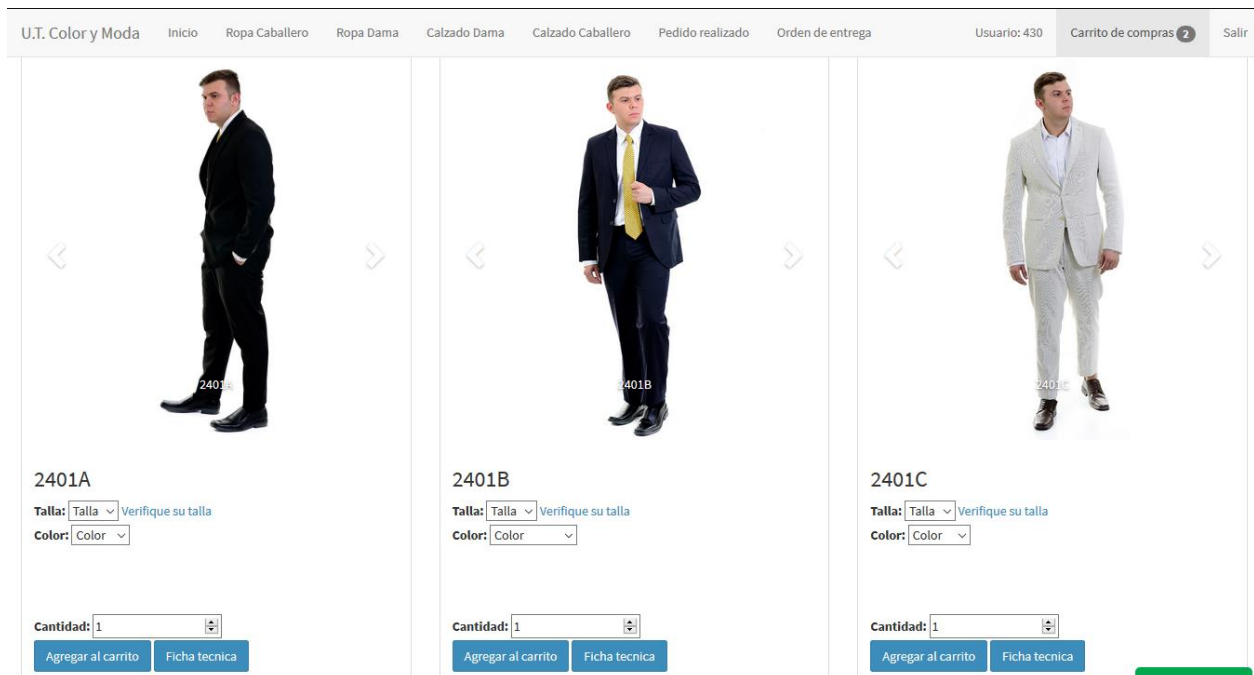 U.T. Color y Moda Inicio Ropa Caballero Ropa Dama Calzado Dama Calzado Caballero Pedido realizado Orden de entrega Usuario: 430 Carrito de compras 2 Salir
2401A 2401B 2401C
2401A 2401B 2401C
Talla: Talla Verifique su talla Talla: Talla Verifique su talla Talla: Talla Verifique su talla
Color: Color Color: Color Color: Color
Cantidad: 1 Cantidad: 1 Cantidad: 1
Agregar al carrito Ficha tecnica Agregar al carrito Ficha tecnica Agregar al carrito Ficha tecnica